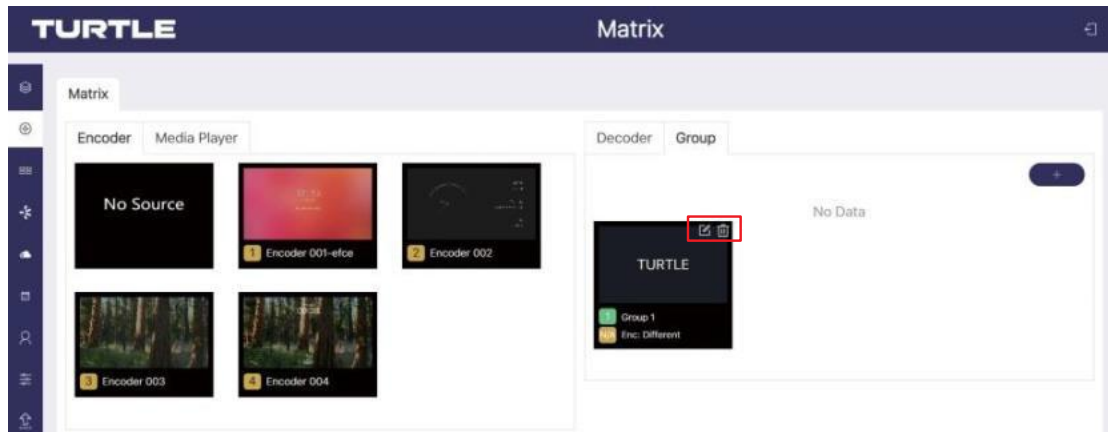 TURTLE
Matrix
Matrix
Encoder
Media Player
No Source
1 Encoder 001-efce
2 Encoder 002
3 Encoder 003
4 Encoder 004
Decoder
Group
+
No Data
TURTLE
1 Group 1
N/A Enc: Different